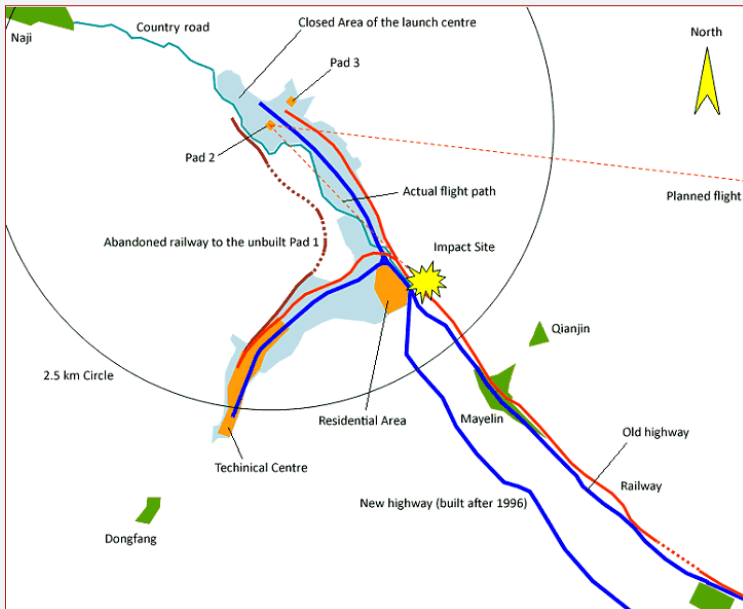 Country road
Closed Area of the launch centre
North
Naji
Pad 3
Pad 2
Actual flight path
Planned flight
Abandoned railway to the unbuilt Pad 1
Impact Site
Qianjin
2.5 km Circle
Residential Area
Mayelin
Old highway
Techinical Centre
Railway
New highway (built after 1996)
Dongfang